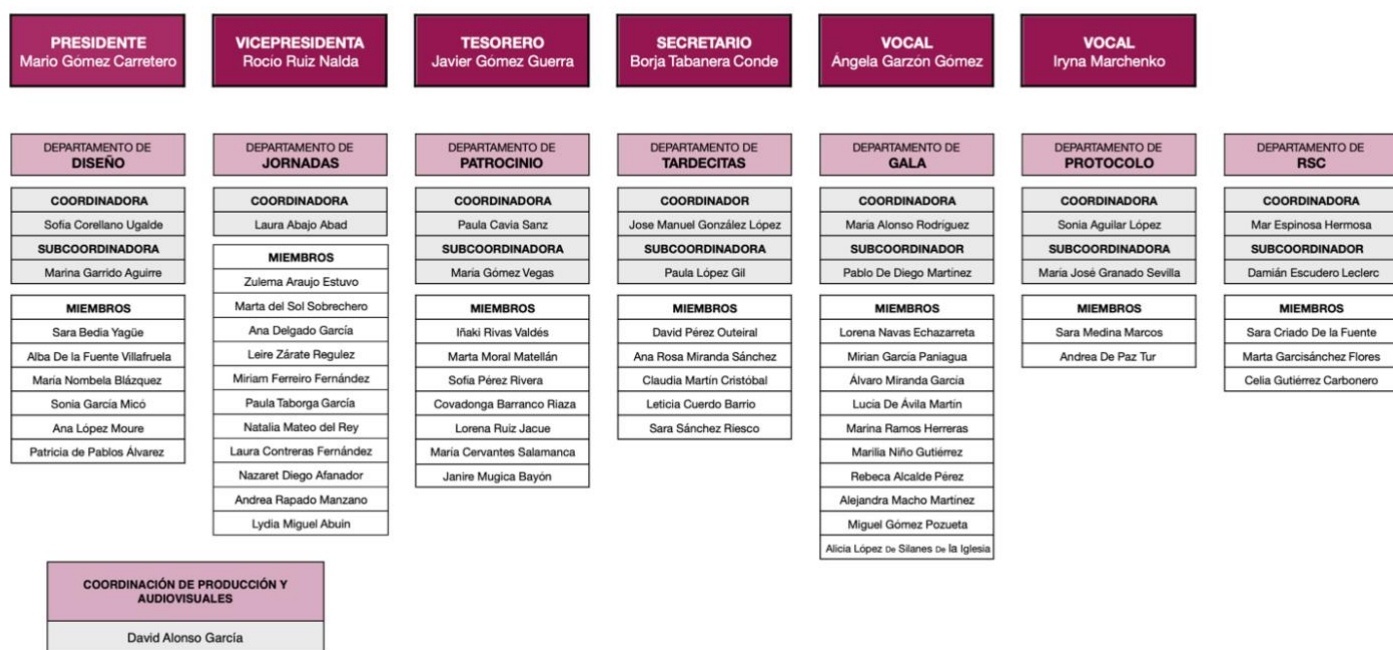 PRESIDENTE
Mario Gómez Carretero
VICEPRESIDENTA
Rocío Ruiz Nalda
TESORERO
Javier Gómez Guerra
SECRETARIO
Borja Tabanera Conde
VOCAL
Ángela Garzón Gómez
VOCAL
Iryna Marchenko
DEPARTAMENTO DE
DISEÑO
COORDINADORA
Sofía Corellano Ugalde
SUBCOORDINADORA
Marina Garrido Aguirre
MIEMBROS
Sara Bedia Yagüe
Alba De la Fuente Villafruela
María Nombela Blázquez
Sonia García Micó
Ana López Moure
Patricia de Pablos Álvarez
DEPARTAMENTO DE
JORNADAS
COORDINADORA
Laura Abajo Abad
MIEMBROS
Zulema Araujo Estuvo
Marta del Sol Sobrechero
Ana Delgado García
Leire Zárate Regulez
Miriam Ferreiro Fernández
Paula Taborga García
Natalia Mateo del Rey
Laura Contreras Fernández
Nazaret Diego Afanador
Andrea Rapado Manzano
Lydia Miguel Abuin
DEPARTAMENTO DE
PATROCINIO
COORDINADORA
Paula Cavia Sanz
SUBCOORDINADORA
María Gómez Vegas
MIEMBROS
Iñaki Rivas Valdés
Marta Moral Matellán
Sofía Pérez Rivera
Covadonga Barranco Riaza
Lorena Ruiz Jacue
María Cervantes Salamanca
Janire Mugica Bayón
DEPARTAMENTO DE
TARDECITAS
COORDINADOR
Jose Manuel González López
SUBCOORDINADORA
Paula López Gil
MIEMBROS
David Pérez Outeiral
Ana Rosa Miranda Sánchez
Claudia Martín Cristóbal
Leticia Cuerdo Barrio
Sara Sánchez Riesco
DEPARTAMENTO DE
GALA
COORDINADORA
María Alonso Rodríguez
SUBCOORDINADOR
Pablo De Diego Martínez
MIEMBROS
Lorena Navas Echazarreta
Mirian García Paniagua
Álvaro Miranda García
Lucía De Ávila Martín
Marina Ramos Herreras
Marilia Niño Gutiérrez
Rebeca Alcalde Pérez
Alejandra Macho Martínez
Miguel Gómez Pozueta
Alicia López De Silanes De la Iglesia
DEPARTAMENTO DE
PROTOCOLO
COORDINADORA
Sonia Aguilar López
SUBCOORDINADORA
María José Granado Sevilla
MIEMBROS
Sara Medina Marcos
Andrea De Paz Tur
DEPARTAMENTO DE
RSC
COORDINADORA
Mar Espinosa Hermosa
SUBCOORDINADOR
Damián Escudero Leclerc
MIEMBROS
Sara Criado De la Fuente
Marta Garcisánchez Flores
Celia Gutiérrez Carbonero
COORDINACIÓN DE PRODUCCIÓN Y
AUDIOVISUALES
David Alonso García